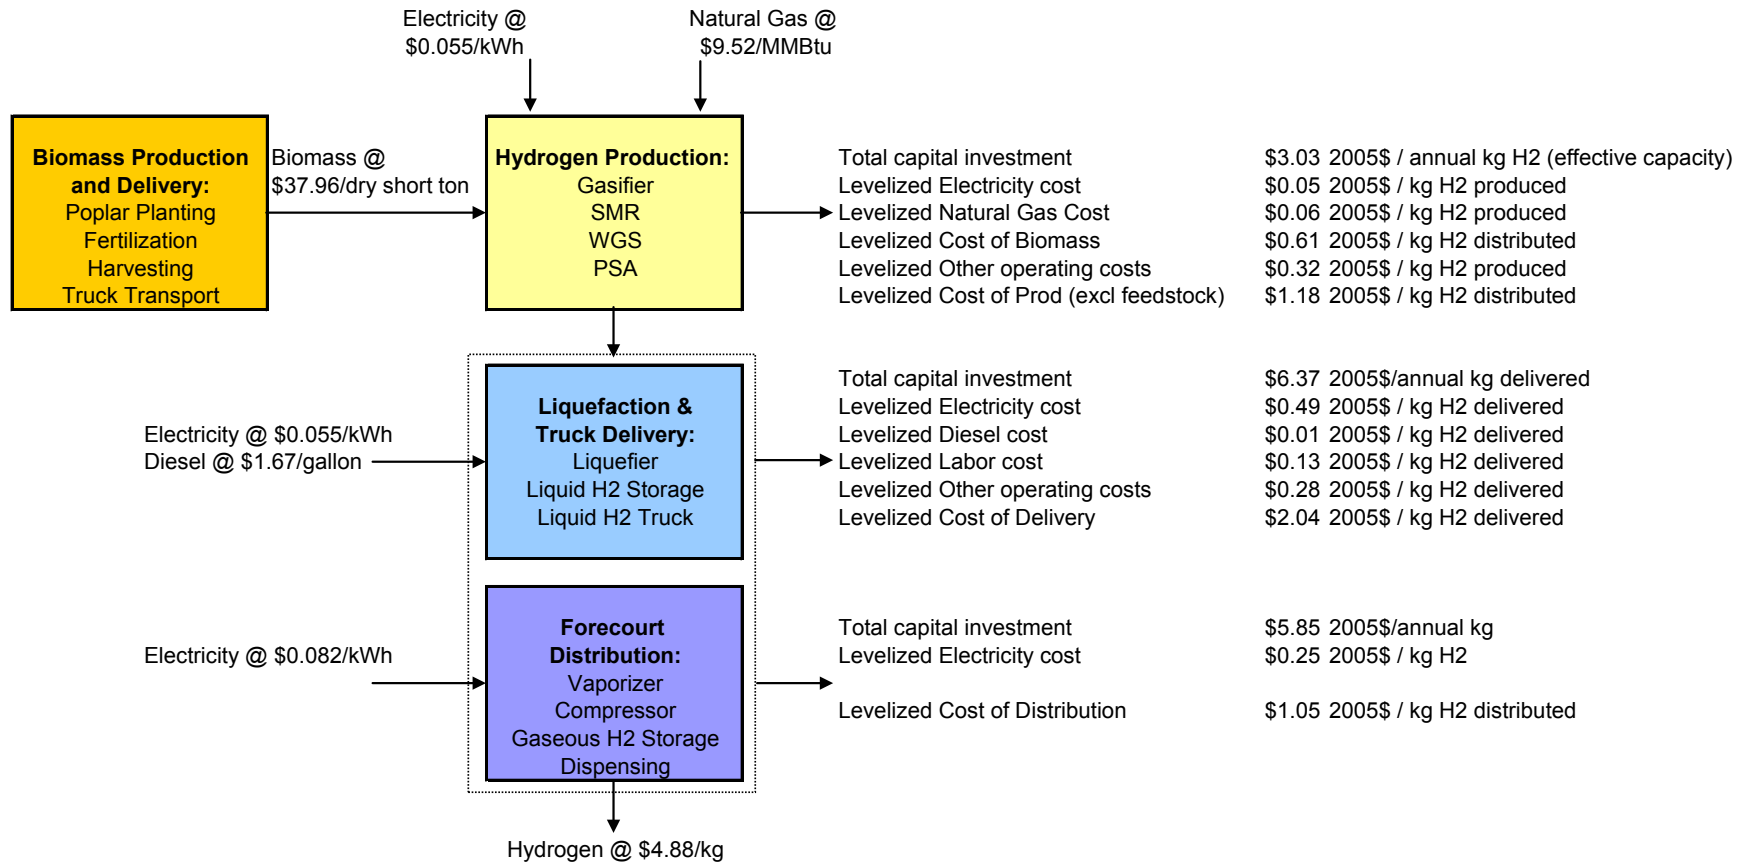 Electricity @
$0.055/kWh
Natural Gas @
$9.52/MMBtu
Biomass Production
and Delivery:
Poplar Planting
Fertilization
Harvesting
Truck Transport
Biomass @
$37.96/dry short ton
Hydrogen Production:
Gasifier
SMR
WGS
PSA
Total capital investment $3.03 2005$ / annual kg H2 (effective capacity)
Levelized Electricity cost $0.05 2005$ / kg H2 produced
Levelized Natural Gas Cost $0.06 2005$ / kg H2 produced
Levelized Cost of Biomass $0.61 2005$ / kg H2 distributed
Levelized Other operating costs $0.32 2005$ / kg H2 produced
Levelized Cost of Prod (excl feedstock) $1.18 2005$ / kg H2 distributed
Electricity @ $0.055/kWh
Diesel @ $1.67/gallon
Liquefaction &
Truck Delivery:
Liquefier
Liquid H2 Storage
Liquid H2 Truck
Total capital investment $6.37 2005$/annual kg delivered
Levelized Electricity cost $0.49 2005$ / kg H2 delivered
Levelized Diesel cost $0.01 2005$ / kg H2 delivered
Levelized Labor cost $0.13 2005$ / kg H2 delivered
Levelized Other operating costs $0.28 2005$ / kg H2 delivered
Levelized Cost of Delivery $2.04 2005$ / kg H2 delivered
Electricity @ $0.082/kWh
Forecourt
Distribution:
Vaporizer
Compressor
Gaseous H2 Storage
Dispensing
Total capital investment $5.85 2005$/annual kg
Levelized Electricity cost $0.25 2005$ / kg H2
Levelized Cost of Distribution $1.05 2005$ / kg H2 distributed
Hydrogen @ $4.88/kg